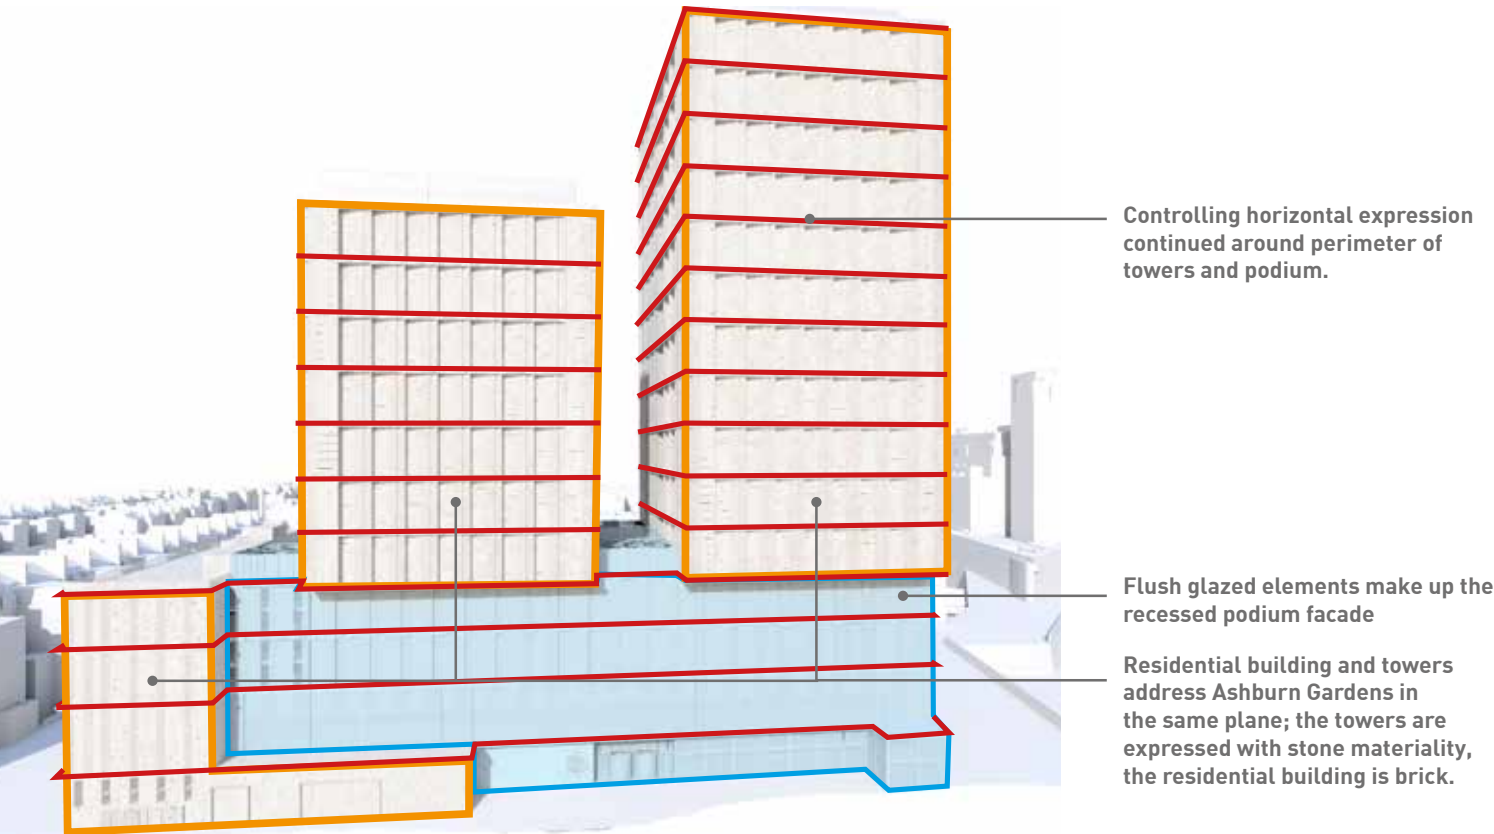 Controlling horizontal expression
continued around perimeter of
towers and podium.
Flush glazed elements make up the
recessed podium facade
Residential building and towers
address Ashburn Gardens in
the same plane; the towers are
expressed with stone materiality,
the residential building is brick.